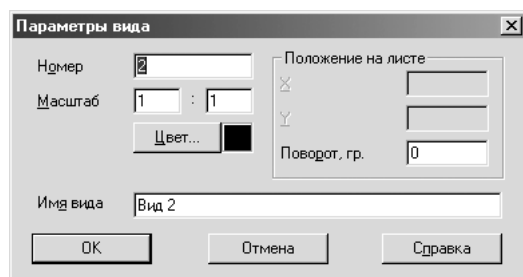 Параметры вида
Номер 2
Масштаб 1 : 1
Цвет...
Положение на листе
X
Y
Поворот, гр. 0
Имя вида Вид 2
OK Отмена Справка